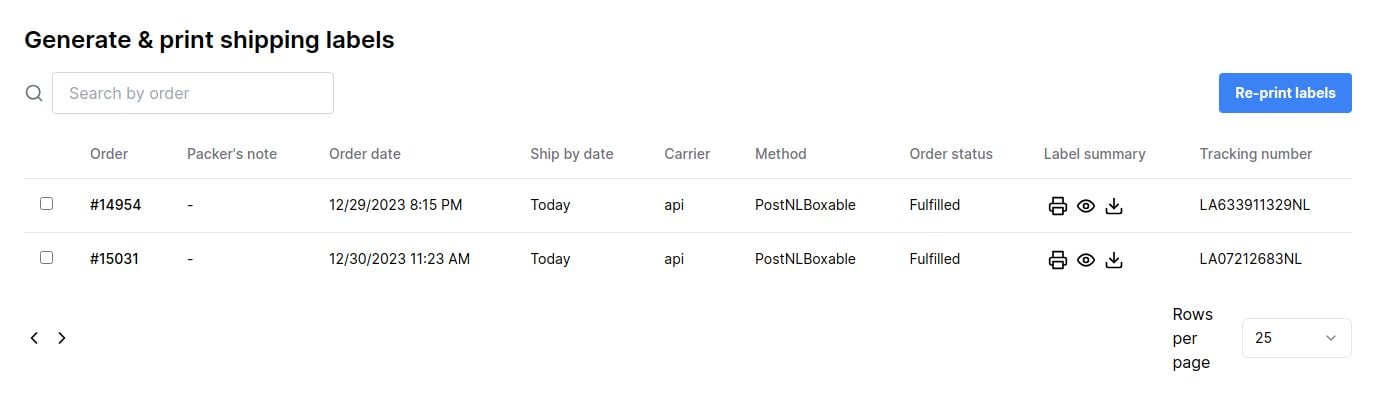 Generate & print shipping labels
Search by order
Re-print labels
Order Packer's note Order date Ship by date Carrier Method Order status Label summary Tracking number
#14954 - 12/29/2023 8:15 PM Today api PostNLBoxable Fulfilled LA633911329NL
#15031 - 12/30/2023 11:23 AM Today api PostNLBoxable Fulfilled LA07212683NL
Rows
per
page
25